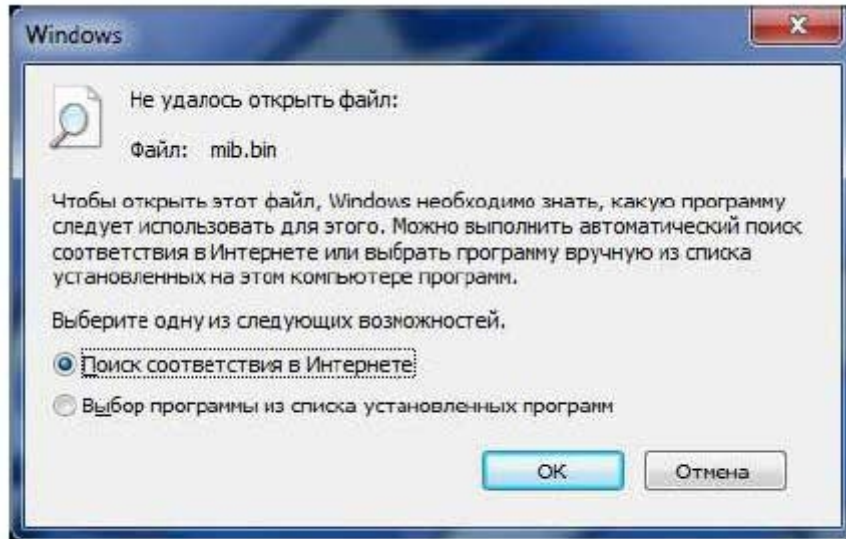 Windows
Не удалось открыть файл:
Файл: mib.bin
Чтобы открыть этот файл, Windows необходимо знать, какую программу
следует использовать для этого. Можно выполнить автоматический поиск
соответствия в Интернете или выбрать программу вручную из списка
установленных на этом компьютере программ.
Выберите одну из следующих возможностей.
Поиск соответствия в Интернете
Выбор программы из списка установленных программ
ОК
Отмена